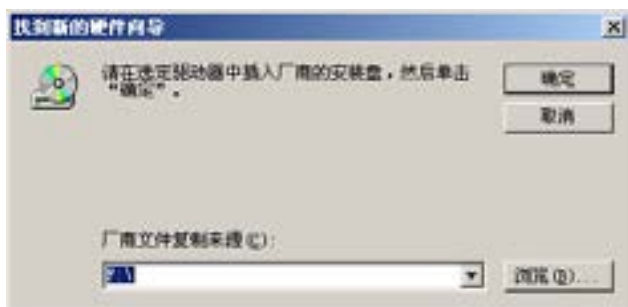 找到新的硬件向导
请在选定驱动器中插入厂商的安装盘，然后单击
“确定”。
确定
取消
厂商文件复制来源(C):
浏览(B)...